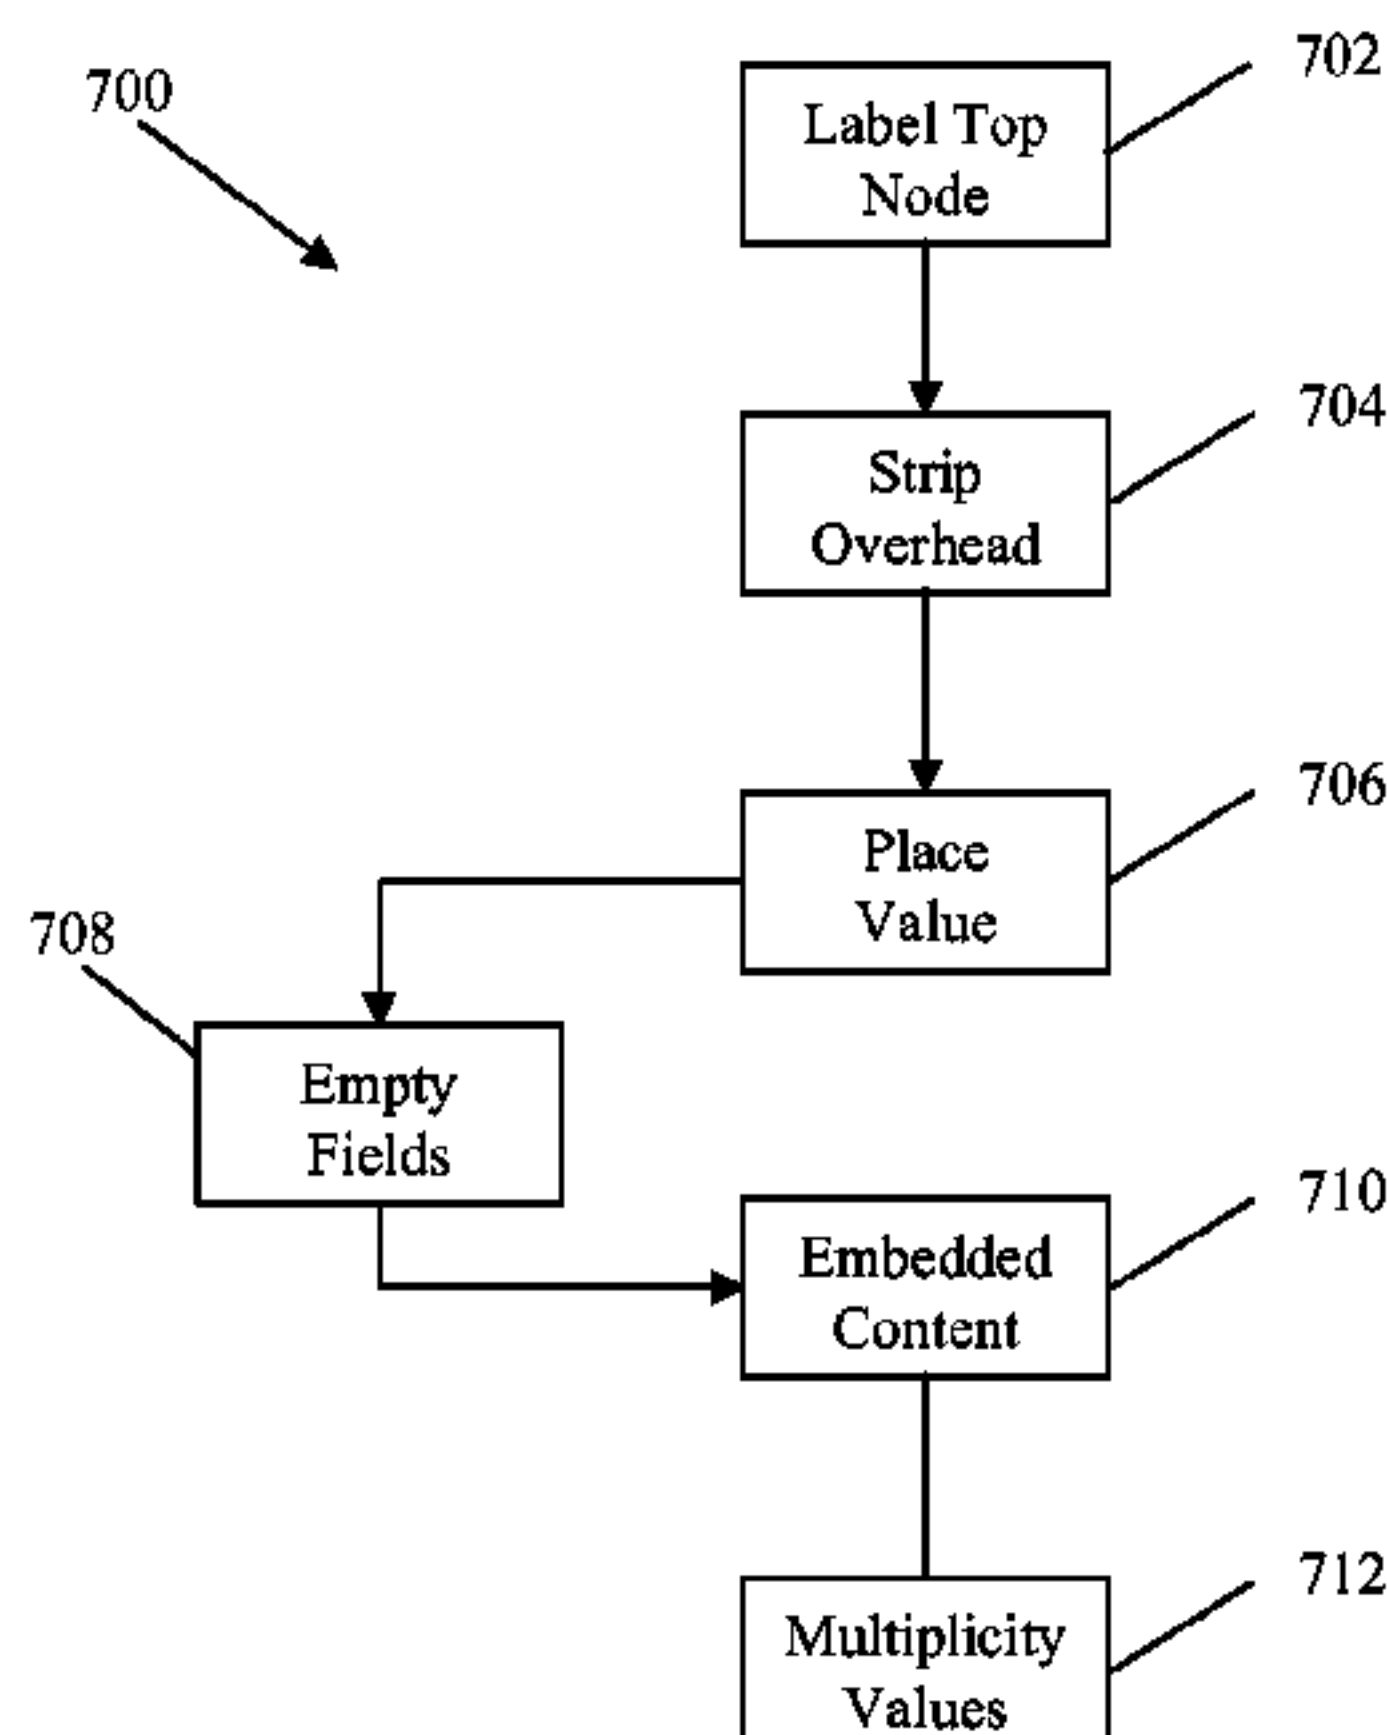 702
700
Label Top
Node
704
Strip
Overhead
706
Place
Value
708
Empty
Fields
710
Embedded
Content
712
Multiplicity
Values